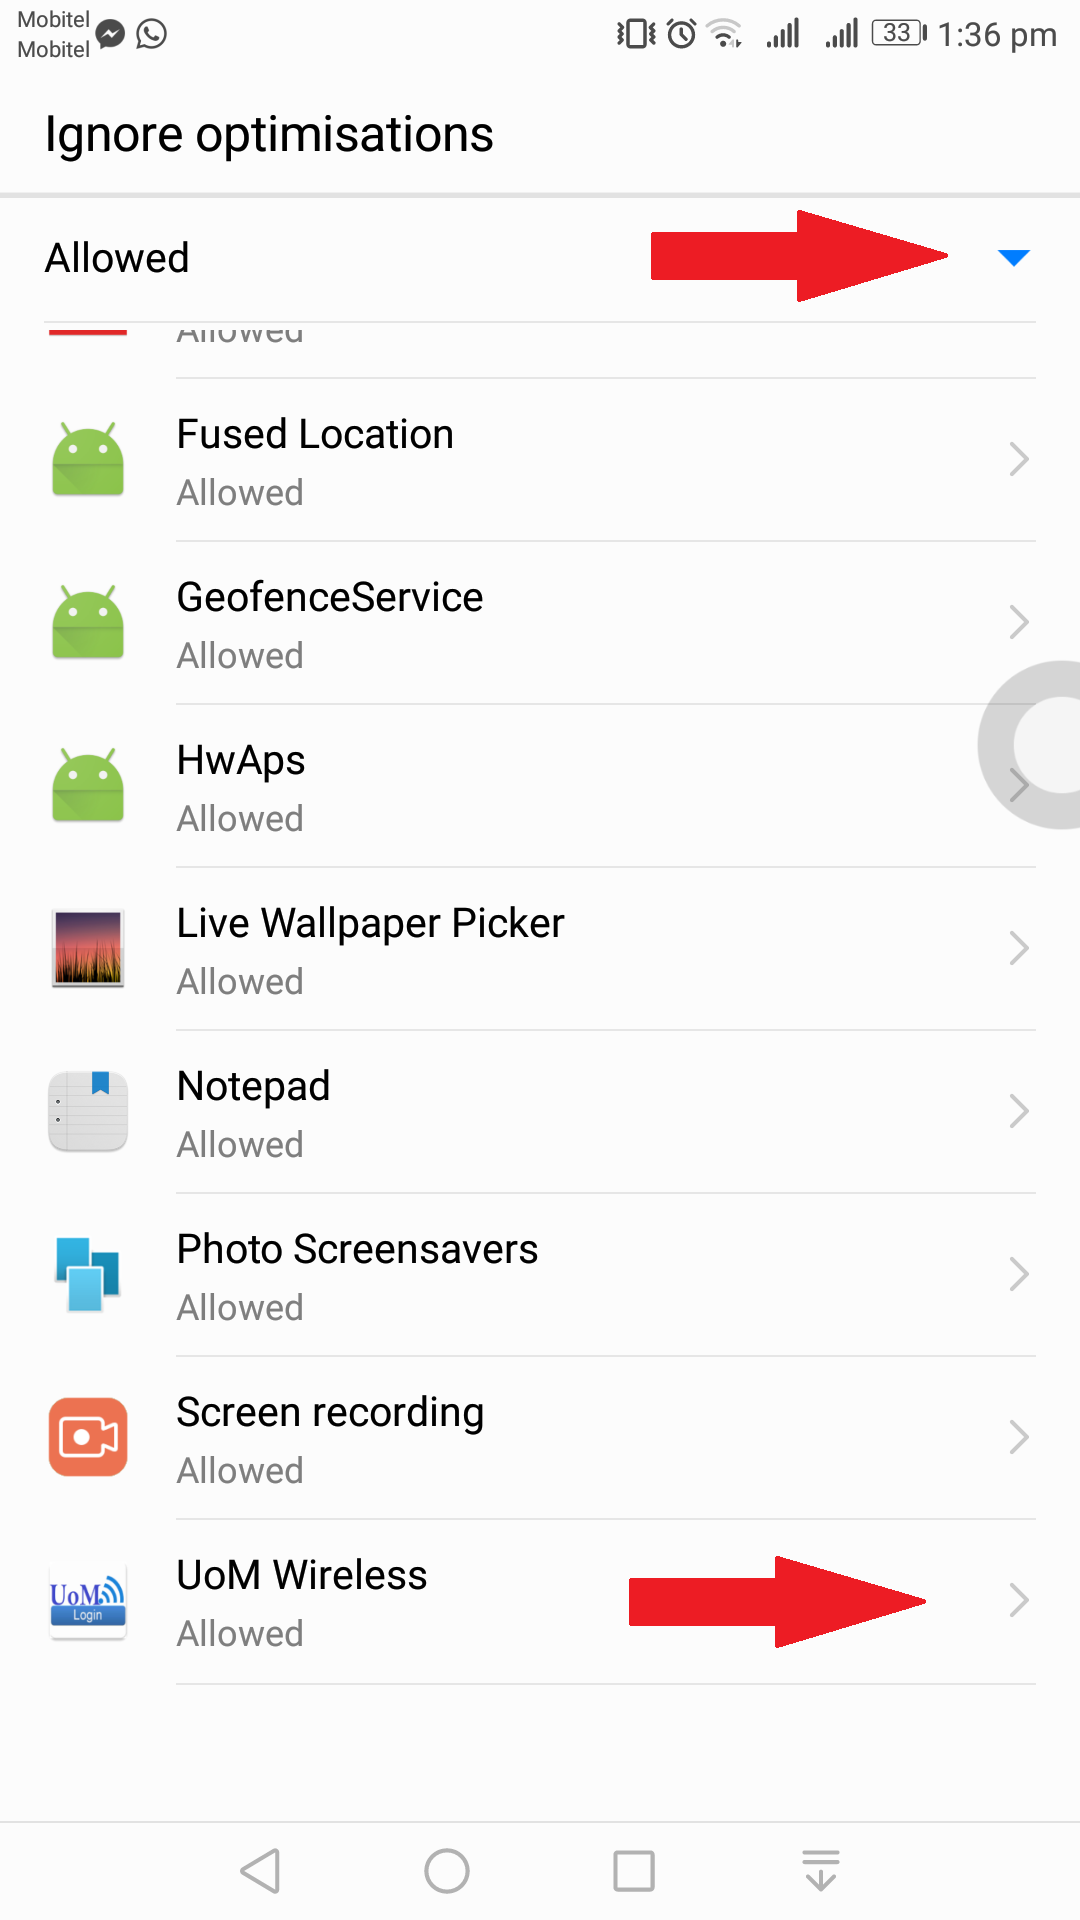 Mobitel
Mobitel
33
1:36 pm
Ignore optimisations
Allowed
Allowed
Fused Location
Allowed
GeofenceService
Allowed
HwAps
Allowed
Live Wallpaper Picker
Allowed
Notepad
Allowed
Photo Screensavers
Allowed
Screen recording
Allowed
UoM Wireless
Allowed
UoM
Login